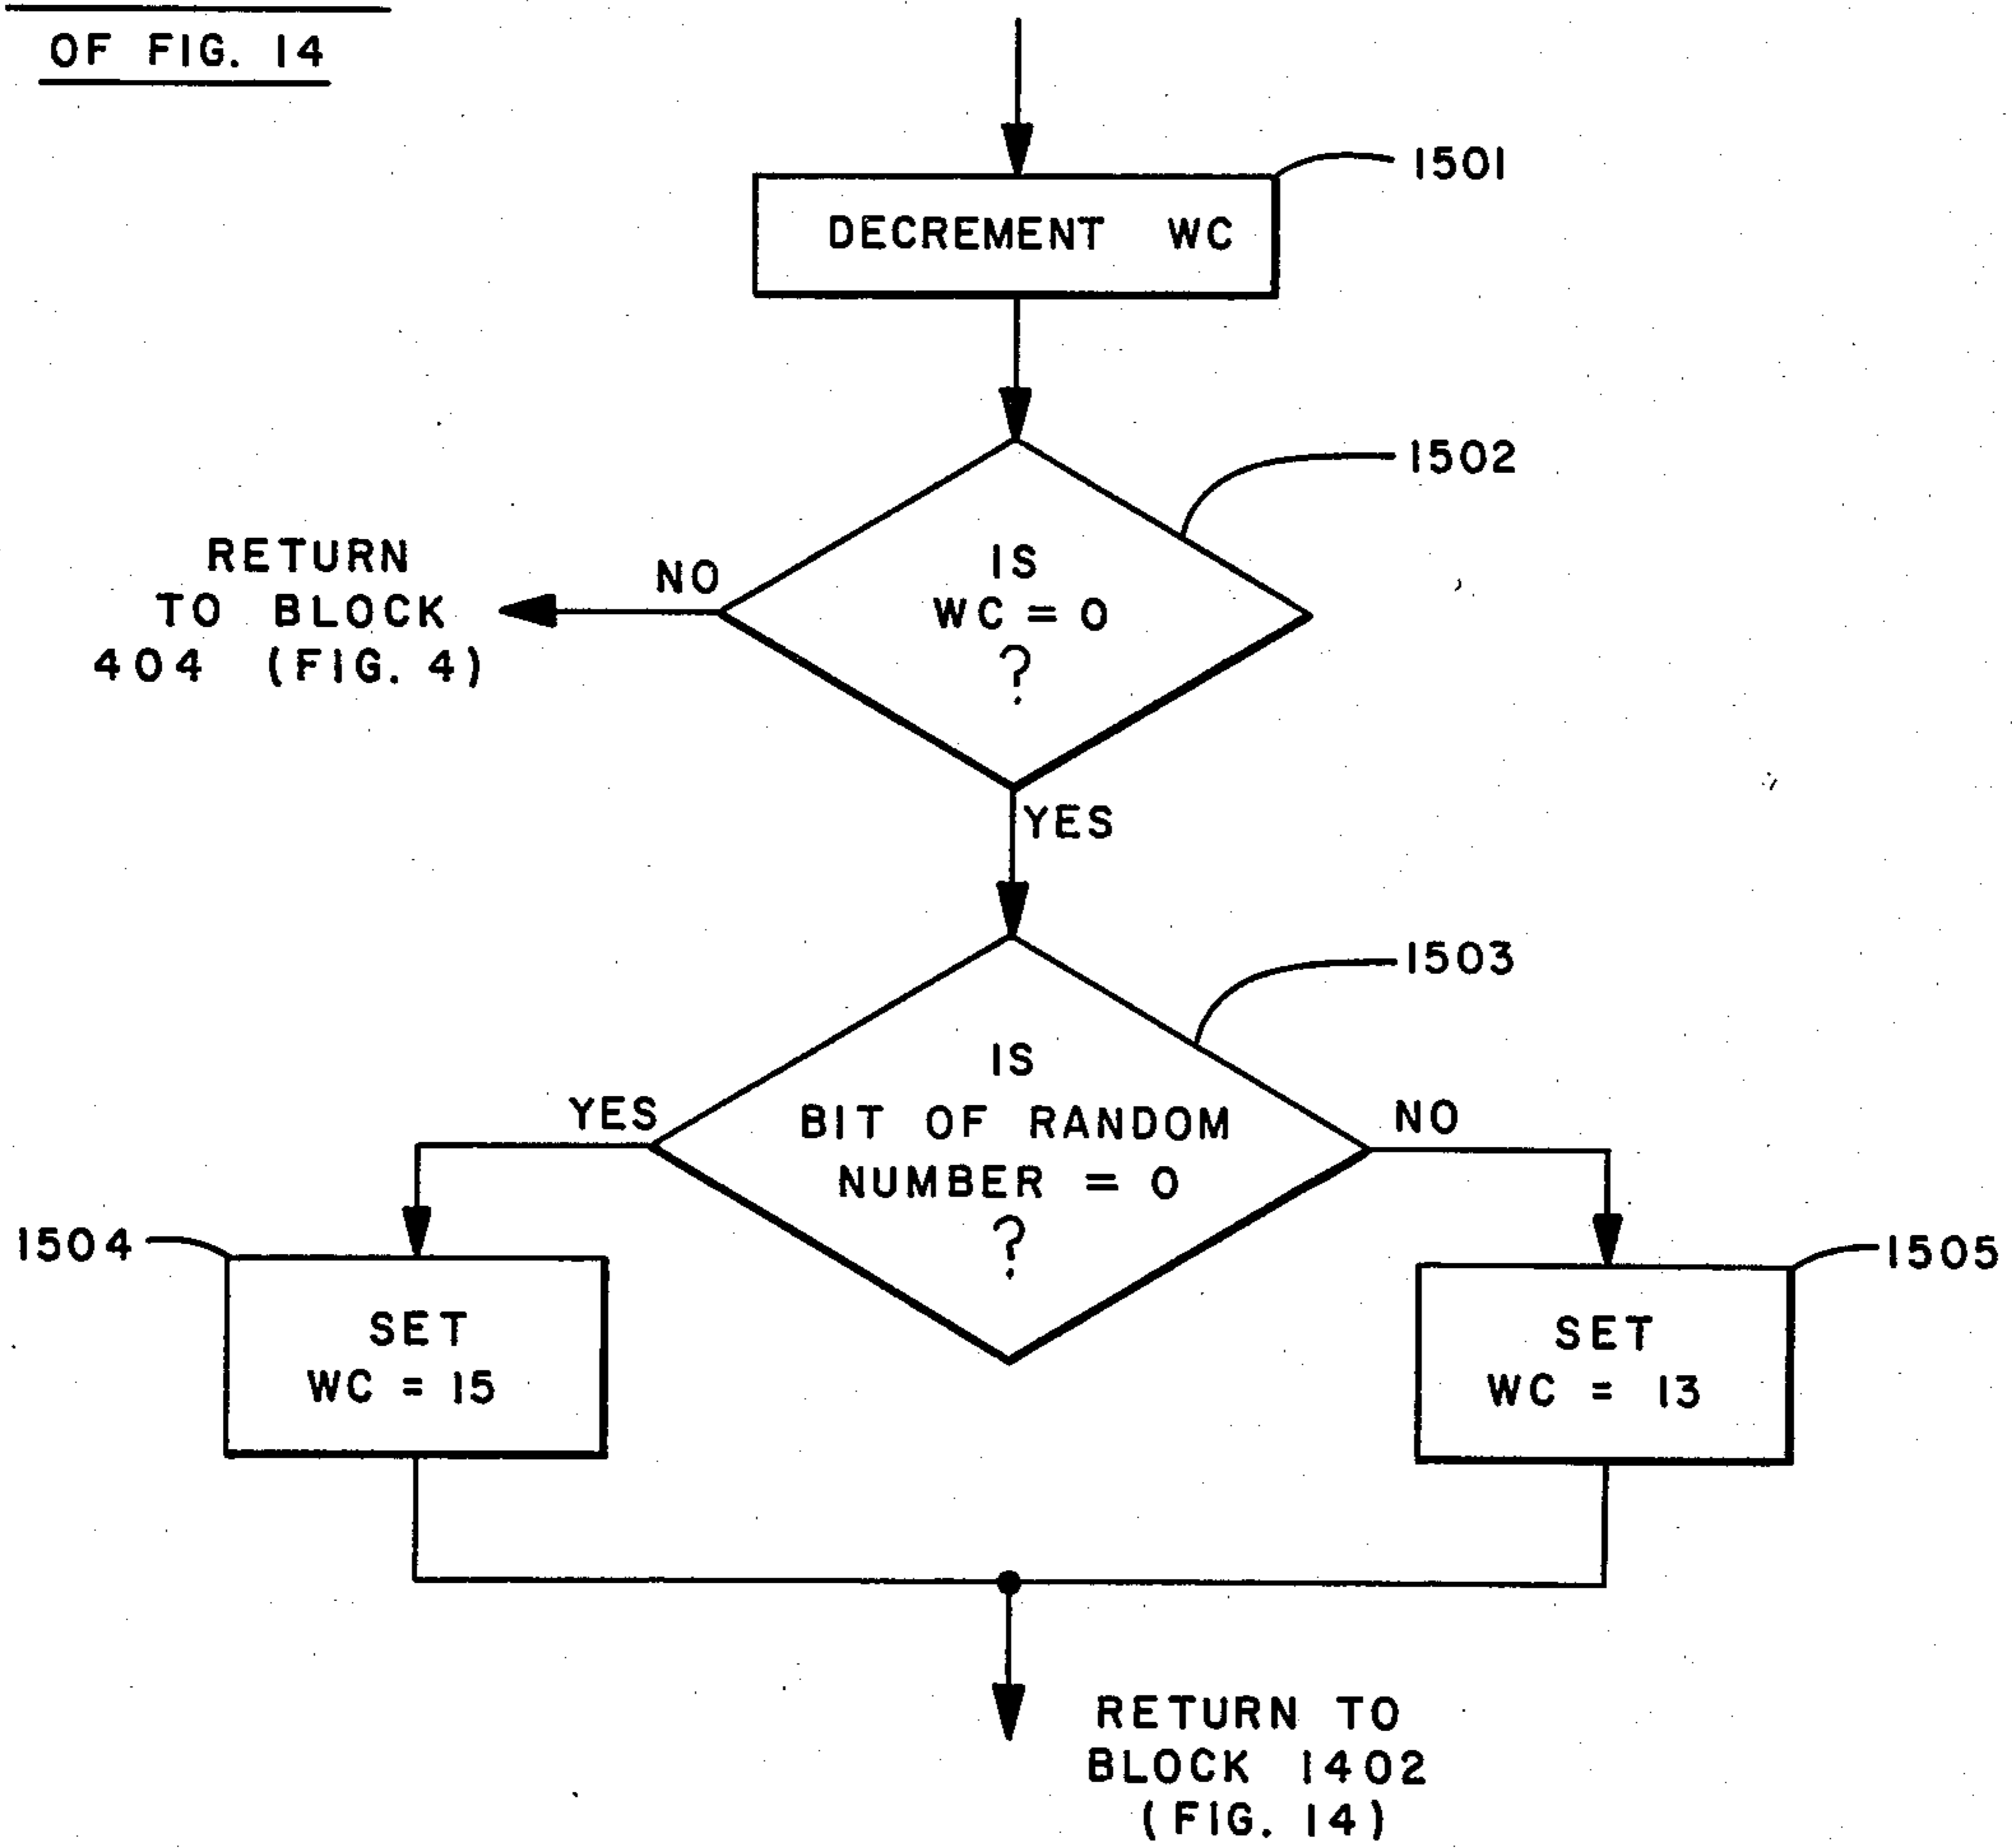 OF FIG. 14
1501
DECREMENT WC
1502
IS
WC = 0
?
NO
RETURN
TO BLOCK
404 (FIG. 4)
YES
1503
IS
BIT OF RANDOM
NUMBER = 0
?
YES
NO
1504
SET
WC = 15
1505
SET
WC = 13
RETURN TO
BLOCK 1402
(FIG. 14)